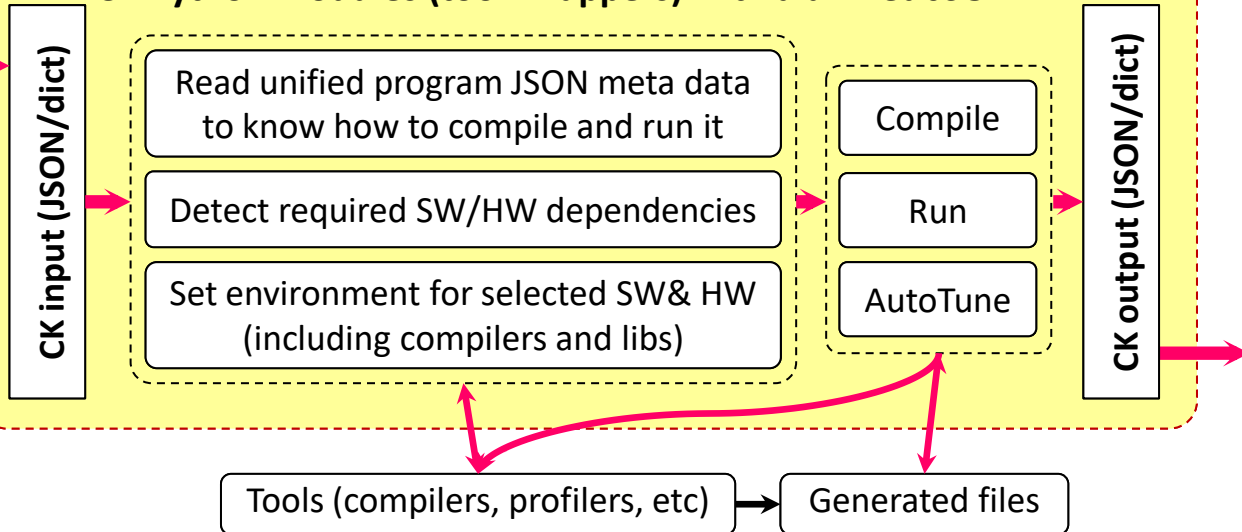 CK input (JSON/dict)
Read unified program JSON meta data
to know how to compile and run it
Detect required SW/HW dependencies
Set environment for selected SW& HW
(including compilers and libs)
Compile
Run
AutoTune
CK output (JSON/dict)
Tools (compilers, profilers, etc)
Generated files